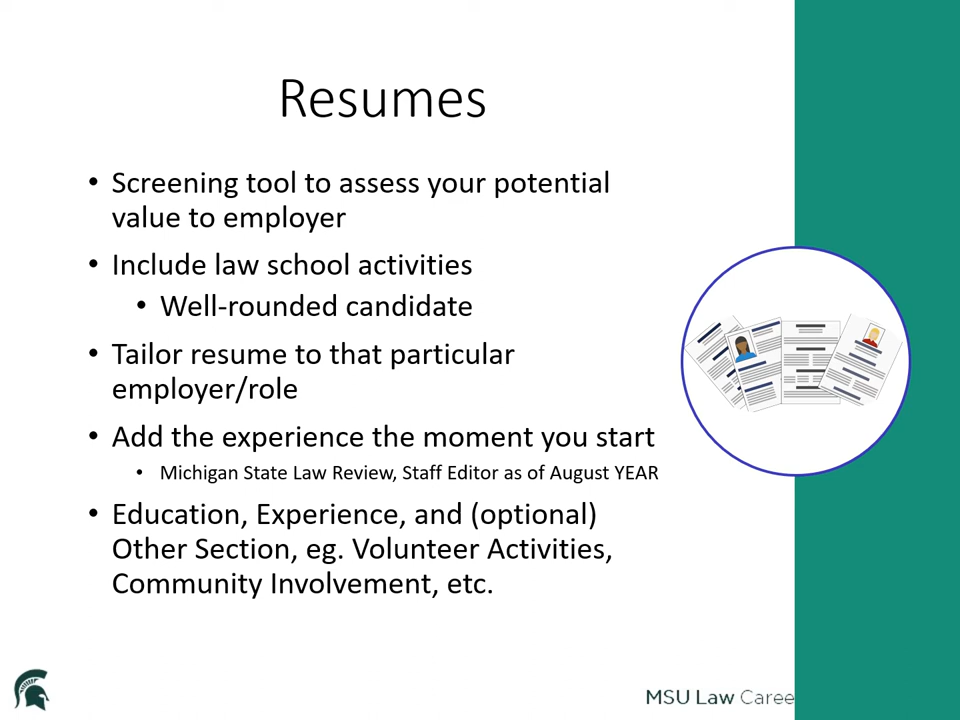 Resumes
• Screening tool to assess your potential
value to employer
• Include law school activities
• Well-rounded candidate
• Tailor resume to that particular
employer/role
• Add the experience the moment you start
• Michigan State Law Review, Staff Editor as of August YEAR
• Education, Experience, and (optional)
Other Section, eg. Volunteer Activities,
Community Involvement, etc.
MSU Law Caree